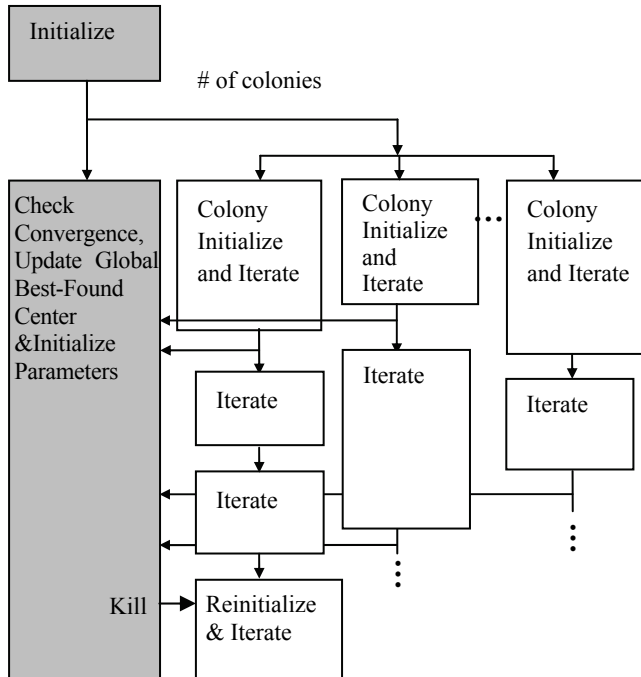 Initialize
# of colonies
Check
Convergence,
Update Global
Best-Found
Center
&Initialize
Parameters
Colony
Initialize
and Iterate
Colony
Initialize
and
Iterate
...
Colony
Initialize
and Iterate
Iterate
Iterate
Iterate
Iterate
Kill
Reinitialize
& Iterate